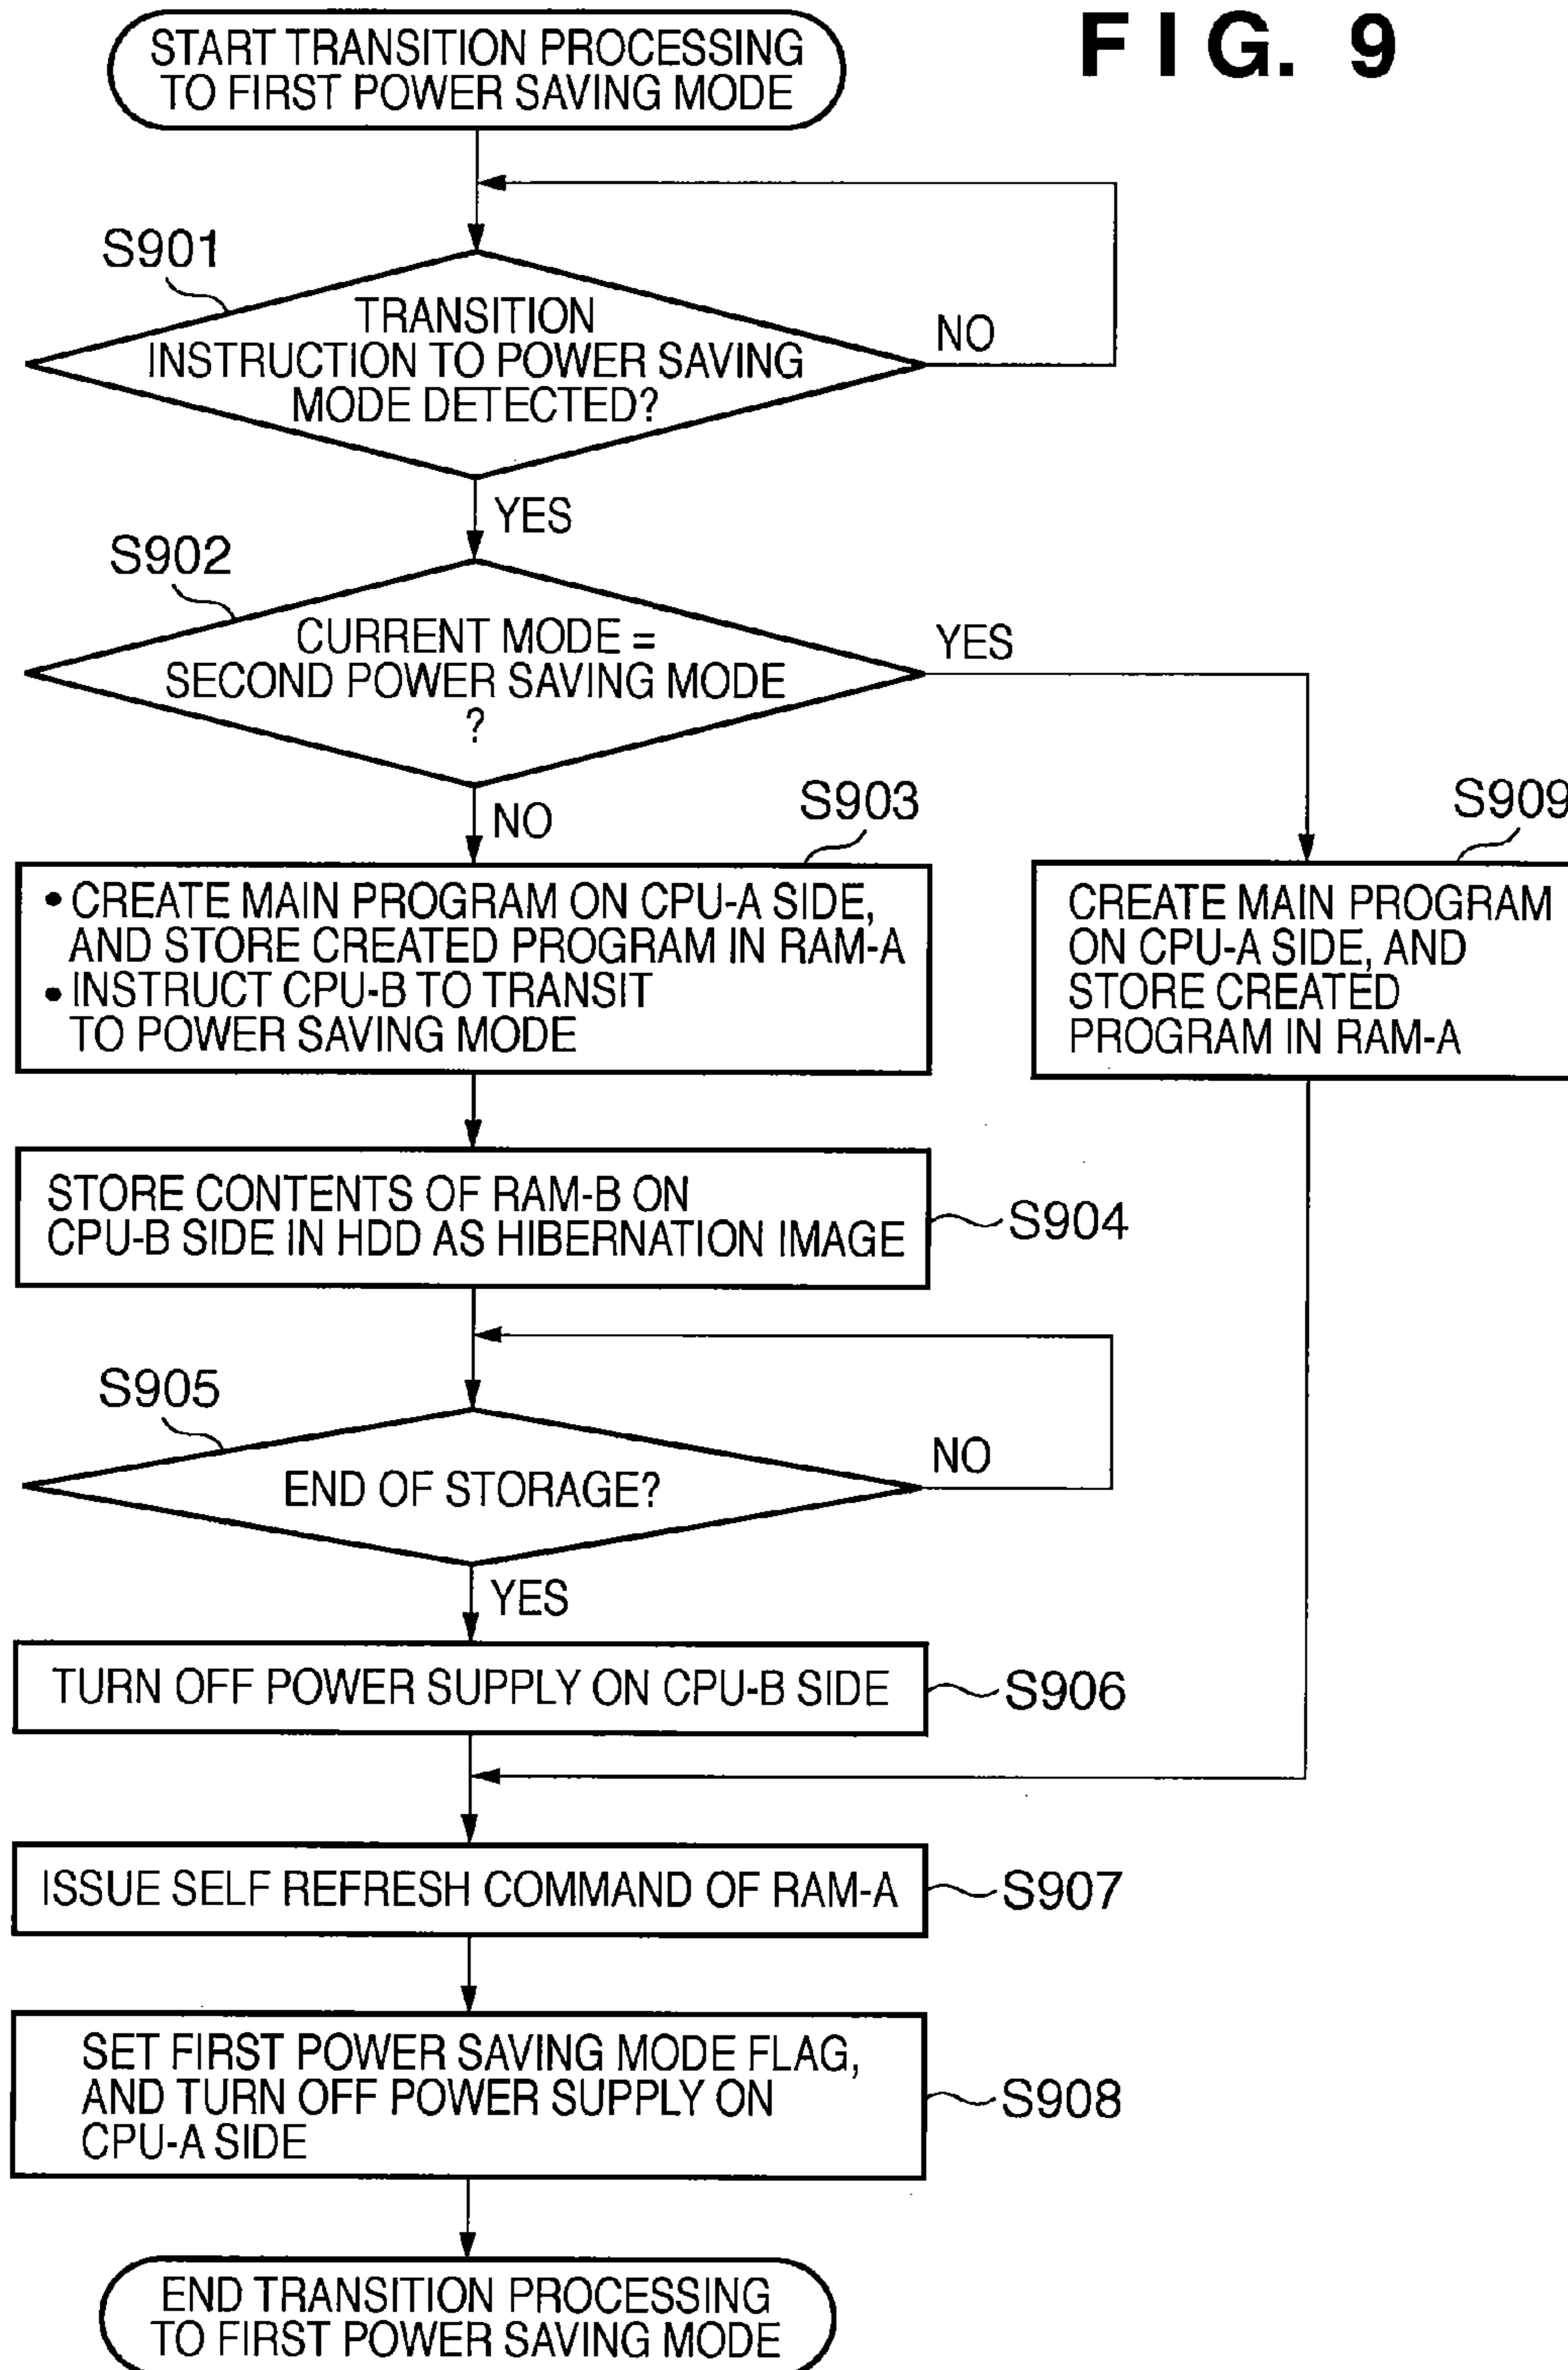 FIG. 9
START TRANSITION PROCESSING
TO FIRST POWER SAVING MODE
S901
TRANSITION
INSTRUCTION TO POWER SAVING
MODE DETECTED?
NO
YES
S902
CURRENT MODE =
SECOND POWER SAVING MODE
?
YES
NO
S903
• CREATE MAIN PROGRAM ON CPU-A SIDE,
AND STORE CREATED PROGRAM IN RAM-A
• INSTRUCT CPU-B TO TRANSIT
TO POWER SAVING MODE
S909
CREATE MAIN PROGRAM
ON CPU-A SIDE, AND
STORE CREATED
PROGRAM IN RAM-A
STORE CONTENTS OF RAM-B ON
CPU-B SIDE IN HDD AS HIBERNATION IMAGE
S904
S905
END OF STORAGE?
NO
YES
TURN OFF POWER SUPPLY ON CPU-B SIDE
S906
ISSUE SELF REFRESH COMMAND OF RAM-A
S907
SET FIRST POWER SAVING MODE FLAG,
AND TURN OFF POWER SUPPLY ON
CPU-A SIDE
S908
END TRANSITION PROCESSING
TO FIRST POWER SAVING MODE